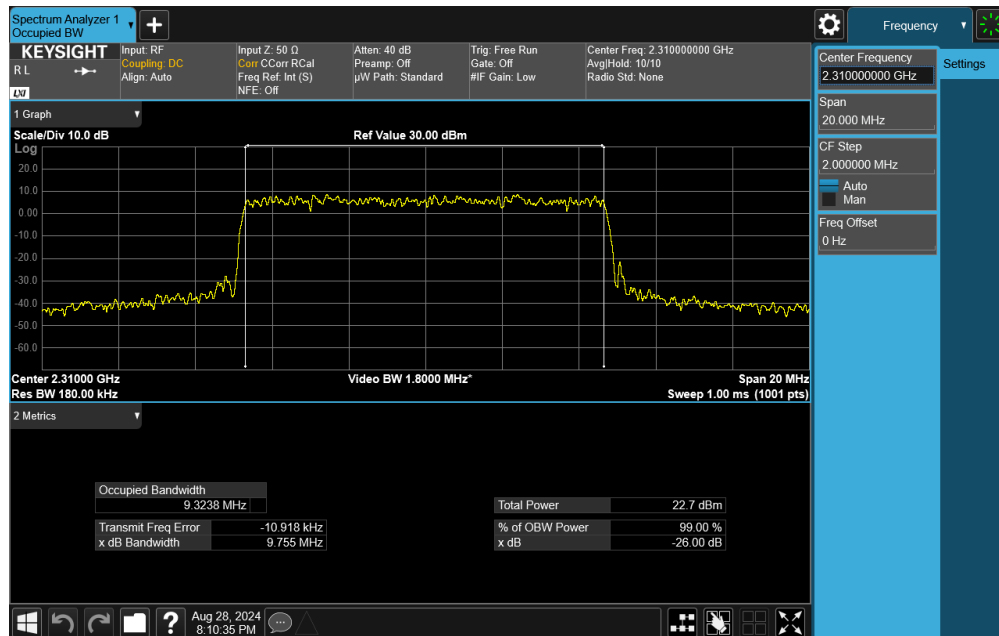 Spectrum Analyzer 1
Occupied BW
Frequency
KEYSIGHT
R L
LXI
Input: RF
Coupling: DC
Align: Auto
Input Z: 50 Ω
Corr CCorr RCal
Freq Ref: Int (S)
NFE: Off
Atten: 40 dB
Preamp: Off
µW Path: Standard
Trig: Free Run
Gate: Off
#IF Gain: Low
Center Freq: 2.310000000 GHz
Avg|Hold: 10/10
Radio Std: None
Center Frequency
2.310000000 GHz
Settings
Span
20.000 MHz
CF Step
2.000000 MHz
Auto
Man
Freq Offset
0 Hz
1 Graph
Scale/Div 10.0 dB
Ref Value 30.00 dBm
Log
20.0
10.0
0.00
-10.0
-20.0
-30.0
-40.0
-50.0
-60.0
Center 2.31000 GHz
Video BW 1.8000 MHz*
Span 20 MHz
Res BW 180.00 kHz
Sweep 1.00 ms (1001 pts)
2 Metrics
Occupied Bandwidth
9.3238 MHz
Transmit Freq Error -10.918 kHz
x dB Bandwidth 9.755 MHz
Total Power 22.7 dBm
% of OBW Power 99.00 %
x dB -26.00 dB
?
Aug 28, 2024
8:10:35 PM